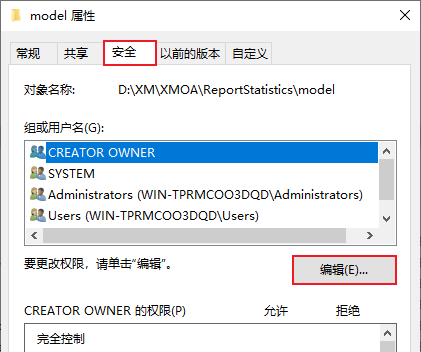 model 属性
常规 共享 安全 以前的版本 自定义
对象名称: D:\XM\XMOA\ReportStatistics\model
组或用户名(G):
CREATOR OWNER
SYSTEM
Administrators (WIN-TPRMCOO3DQD\Administrators)
Users (WIN-TPRMCOO3DQD\Users)
要更改权限，请单击"编辑"。
编辑(E)...
CREATOR OWNER 的权限(P) 允许 拒绝
完全控制